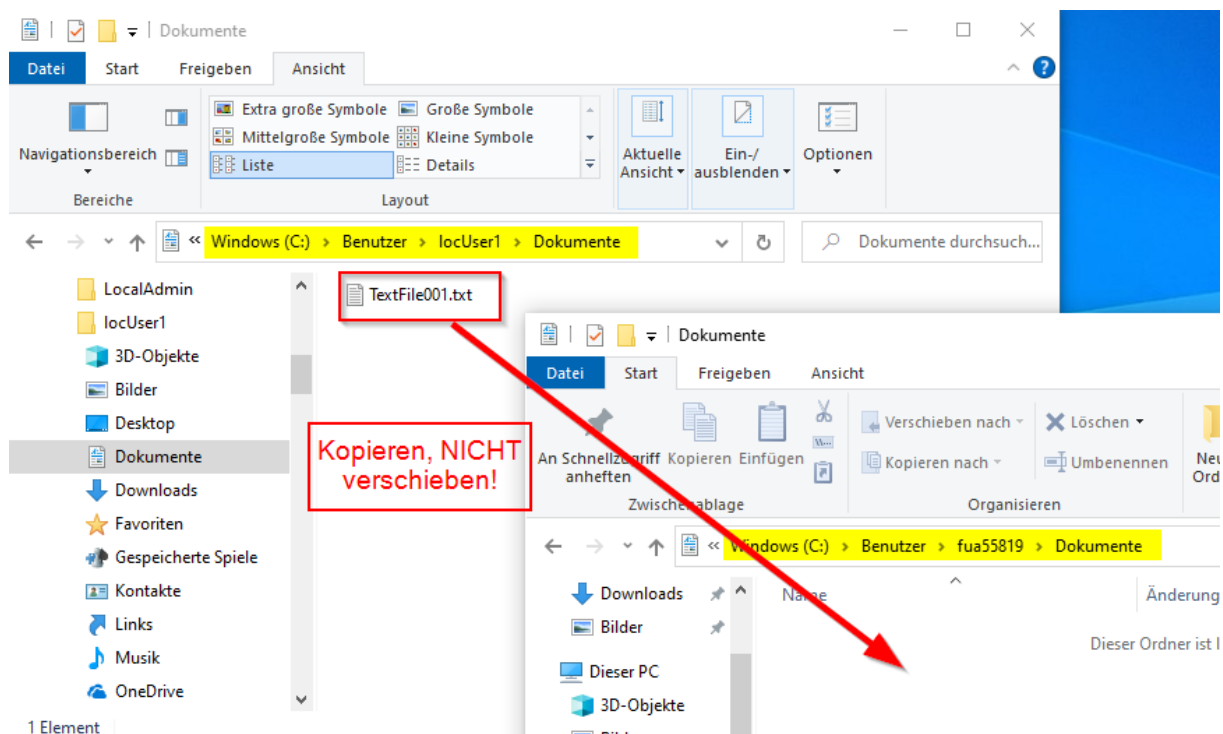 Dokumente
Datei Start Freigeben Ansicht
Extra große Symbole Große Symbole
Mittelgroße Symbole Kleine Symbole
Liste Details
Navigationsbereich
Aktuelle Ansicht
Ein-/ ausblenden
Optionen
Bereiche Layout
« Windows (C:) › Benutzer › locUser1 › Dokumente
Dokumente durchsuch...
LocalAdmin
locUser1
3D-Objekte
Bilder
Desktop
Dokumente
Downloads
Favoriten
Gespeicherte Spiele
Kontakte
Links
Musik
OneDrive
1 Element
TextFile001.txt
Kopieren, NICHT
verschieben!
Dokumente
Datei Start Freigeben Ansicht
An Schnellzugriff
anheften
Kopieren Einfügen
Verschieben nach
Kopieren nach
Löschen
Umbenennen
Zwischenablage Organisieren
« Windows (C:) › Benutzer › fua55819 › Dokumente
Downloads
Bilder
Dieser PC
3D-Objekte
Name Änderung
Dieser Ordner ist